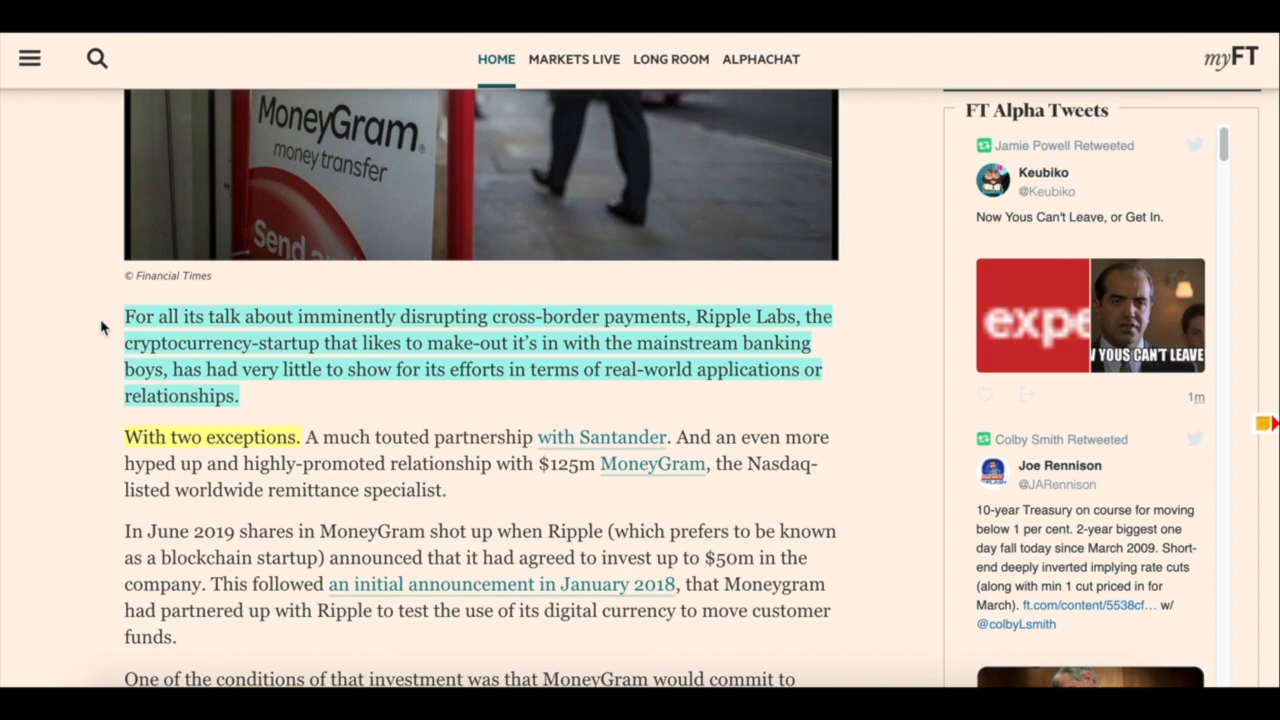 HOME MARKETS LIVE LONG ROOM ALPHACHAT
myFT
MoneyGram
money transfer
Send
© Financial Times
For all its talk about imminently disrupting cross-border payments, Ripple Labs, the
cryptocurrency-startup that likes to make-out it's in with the mainstream banking
boys, has had very little to show for its efforts in terms of real-world applications or
relationships.
With two exceptions. A much touted partnership with Santander. And an even more
hyped up and highly-promoted relationship with $125m MoneyGram, the Nasdaq-
listed worldwide remittance specialist.
In June 2019 shares in MoneyGram shot up when Ripple (which prefers to be known
as a blockchain startup) announced that it had agreed to invest up to $50m in the
company. This followed an initial announcement in January 2018, that Moneygram
had partnered up with Ripple to test the use of its digital currency to move customer
funds.
One of the conditions of that investment was that MoneyGram would commit to
FT Alpha Tweets
Jamie Powell Retweeted
Keubiko
@Keubiko
Now Yous Can't Leave, or Get In.
expe
YOUS CAN'T LEAVE
1m
Colby Smith Retweeted
Joe Rennison
@JARennison
10-year Treasury on course for moving
below 1 per cent. 2-year biggest one
day fall today since March 2009. Short-
end deeply inverted implying rate cuts
(along with min 1 cut priced in for
March). ft.com/content/5538cf… w/
@colbyLsmith